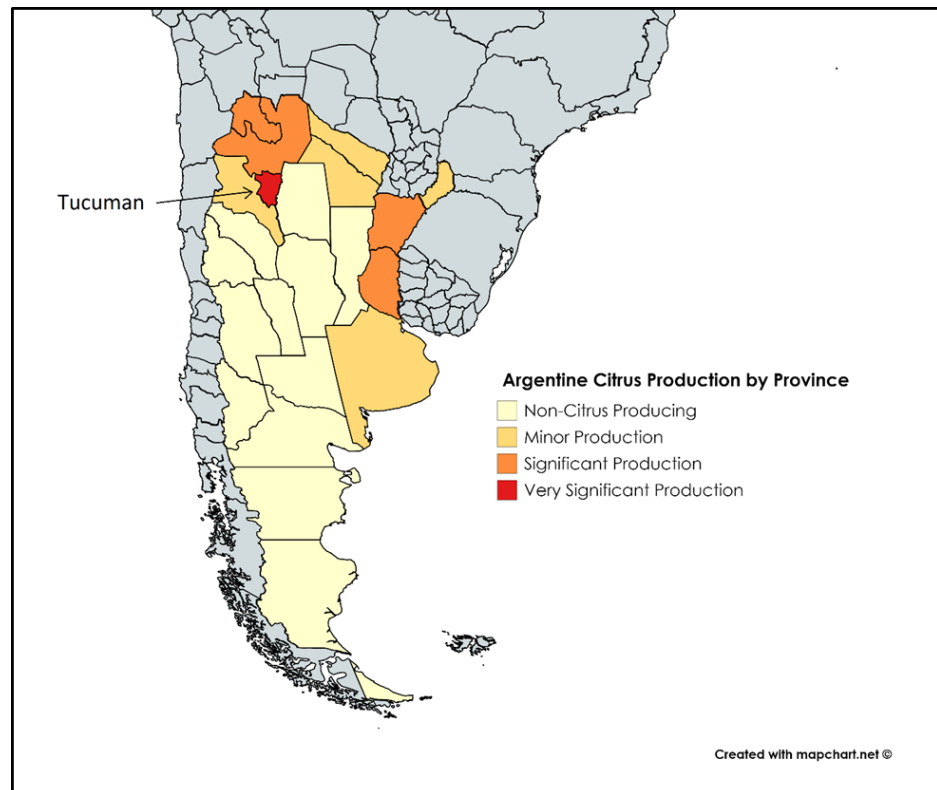 Tucuman
Argentine Citrus Production by Province
Non-Citrus Producing
Minor Production
Significant Production
Very Significant Production
Created with mapchart.net ©